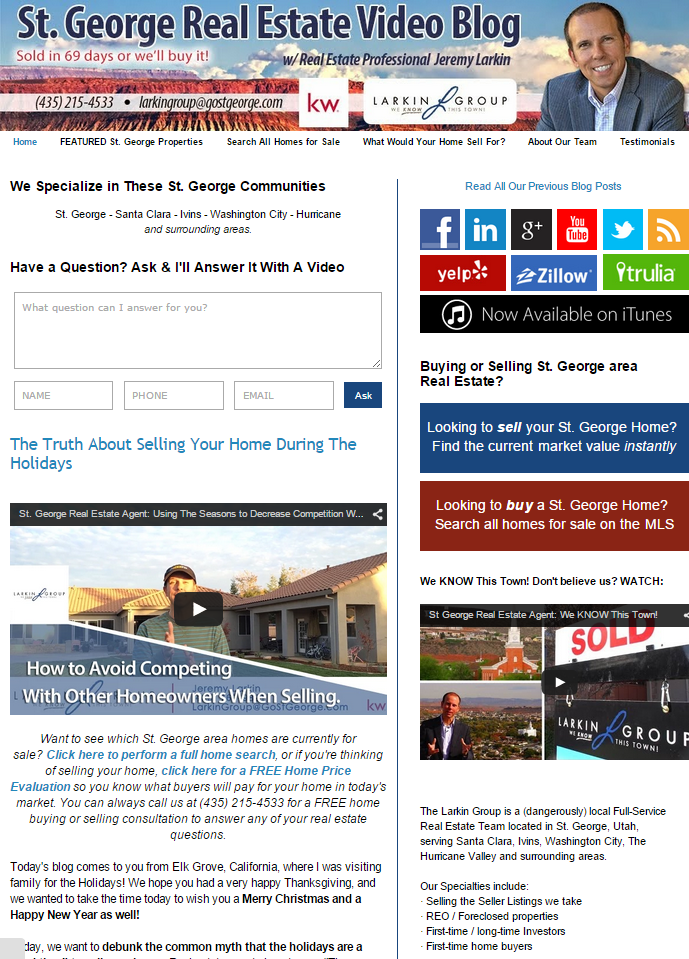 St. George Real Estate Video Blog
Sold in 69 days or we'll buy it!
w/ Real Estate Professional Jeremy Larkin
(435) 215-4533 • larkingroup@gostgeorge.com
kw.
LARKIN GROUP
WE KNOW THIS TOWN!
Home FEATURED St. George Properties Search All Homes for Sale What Would Your Home Sell For? About Our Team Testimonials
We Specialize in These St. George Communities
St. George - Santa Clara - Ivins - Washington City - Hurricane
and surrounding areas.
Have a Question? Ask & I'll Answer It With A Video
What question can I answer for you?
NAME PHONE EMAIL Ask
The Truth About Selling Your Home During The
Holidays
St. George Real Estate Agent: Using The Seasons to Decrease Competition W...
LARKIN GROUP
How to Avoid Competing
With Other Homeowners When Selling.
Jeremy Larkin
LarkinGroup@GoStGeorge.com
kw
Want to see which St. George area homes are currently for
sale? Click here to perform a full home search, or if you're thinking
of selling your home, click here for a FREE Home Price
Evaluation so you know what buyers will pay for your home in today's
market. You can always call us at (435) 215-4533 for a FREE home
buying or selling consultation to answer any of your real estate
questions.
Today's blog comes to you from Elk Grove, California, where I was visiting
family for the Holidays! We hope you had a very happy Thanksgiving, and
we wanted to take the time today to wish you a Merry Christmas and a
Happy New Year as well!
day, we want to debunk the common myth that the holidays are a
Read All Our Previous Blog Posts
f in g+ You Tube
yelp Zillow trulia
Now Available on iTunes
Buying or Selling St. George area
Real Estate?
Looking to sell your St. George Home?
Find the current market value instantly
Looking to buy a St. George Home?
Search all homes for sale on the MLS
We KNOW This Town! Don't believe us? WATCH:
St George Real Estate Agent: We KNOW This Town!
SOLD
LARKIN GROUP
WE KNOW THIS TOWN!
The Larkin Group is a (dangerously) local Full-Service
Real Estate Team located in St. George, Utah,
serving Santa Clara, Ivins, Washington City, The
Hurricane Valley and surrounding areas.
Our Specialties include:
· Selling the Seller Listings we take
· REO / Foreclosed properties
· First-time / long-time Investors
· First-time home buyers